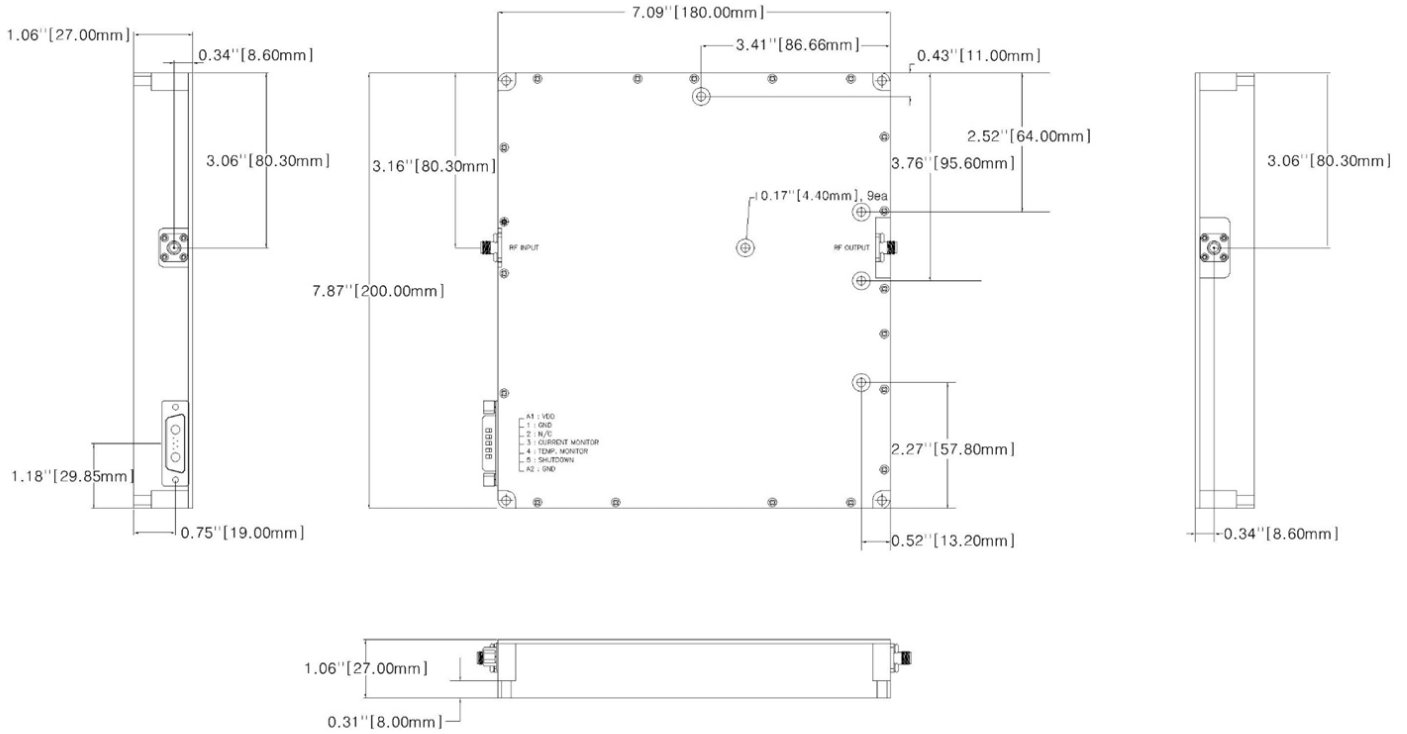 7.09''[180.00mm]
1.06''[27.00mm]
0.34''[8.60mm]
3.41''[86.66mm]
0.43''[11.00mm]
2.52''[64.00mm]
3.06''[80.30mm]
3.16''[80.30mm]
3.76''[95.60mm]
3.06''[80.30mm]
0.17''[4.40mm], 9ea
RF INPUT
RF OUTPUT
7.87''[200.00mm]
A1 : VDD
1 : GND
2 : N/C
3 : CURRENT MONITOR
4 : TEMP. MONITOR
5 : SHUTDOWN
A2 : GND
2.27''[57.80mm]
1.18''[29.85mm]
0.75''[19.00mm]
0.52''[13.20mm]
0.34''[8.60mm]
1.06''[27.00mm]
0.31''[8.00mm]